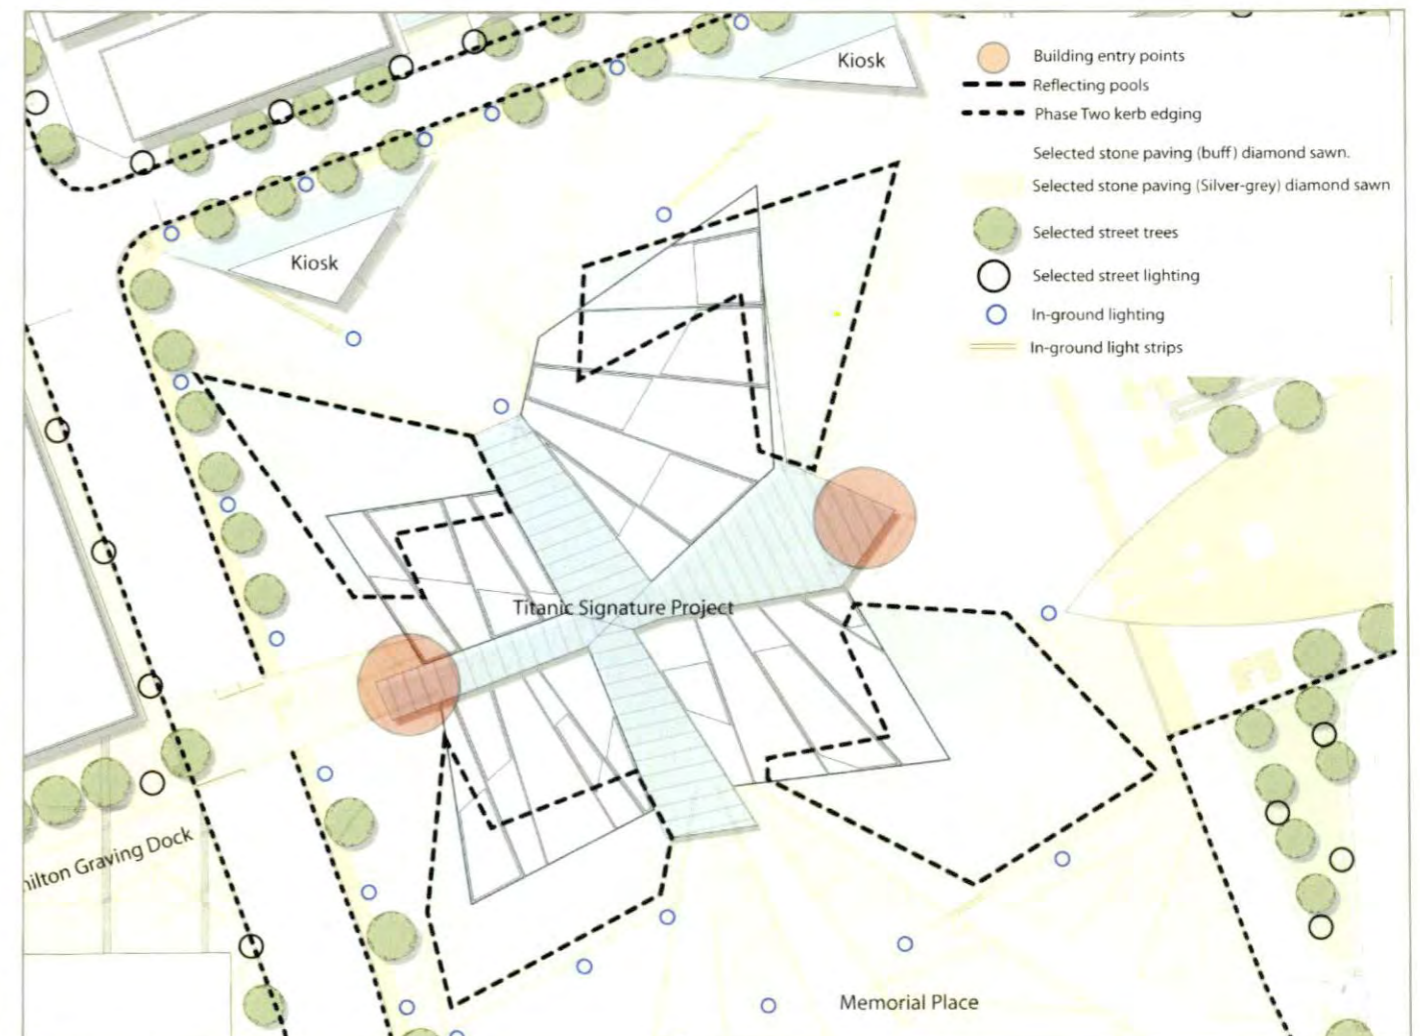 Kiosk
Building entry points
Reflecting pools
Phase Two kerb edging
Selected stone paving (buff) diamond sawn.
Selected stone paving (Silver-grey) diamond sawn
Selected street trees
Kiosk
Selected street lighting
In-ground lighting
In-ground light strips
Titanic Signature Project
Graving Dock
Memorial Place